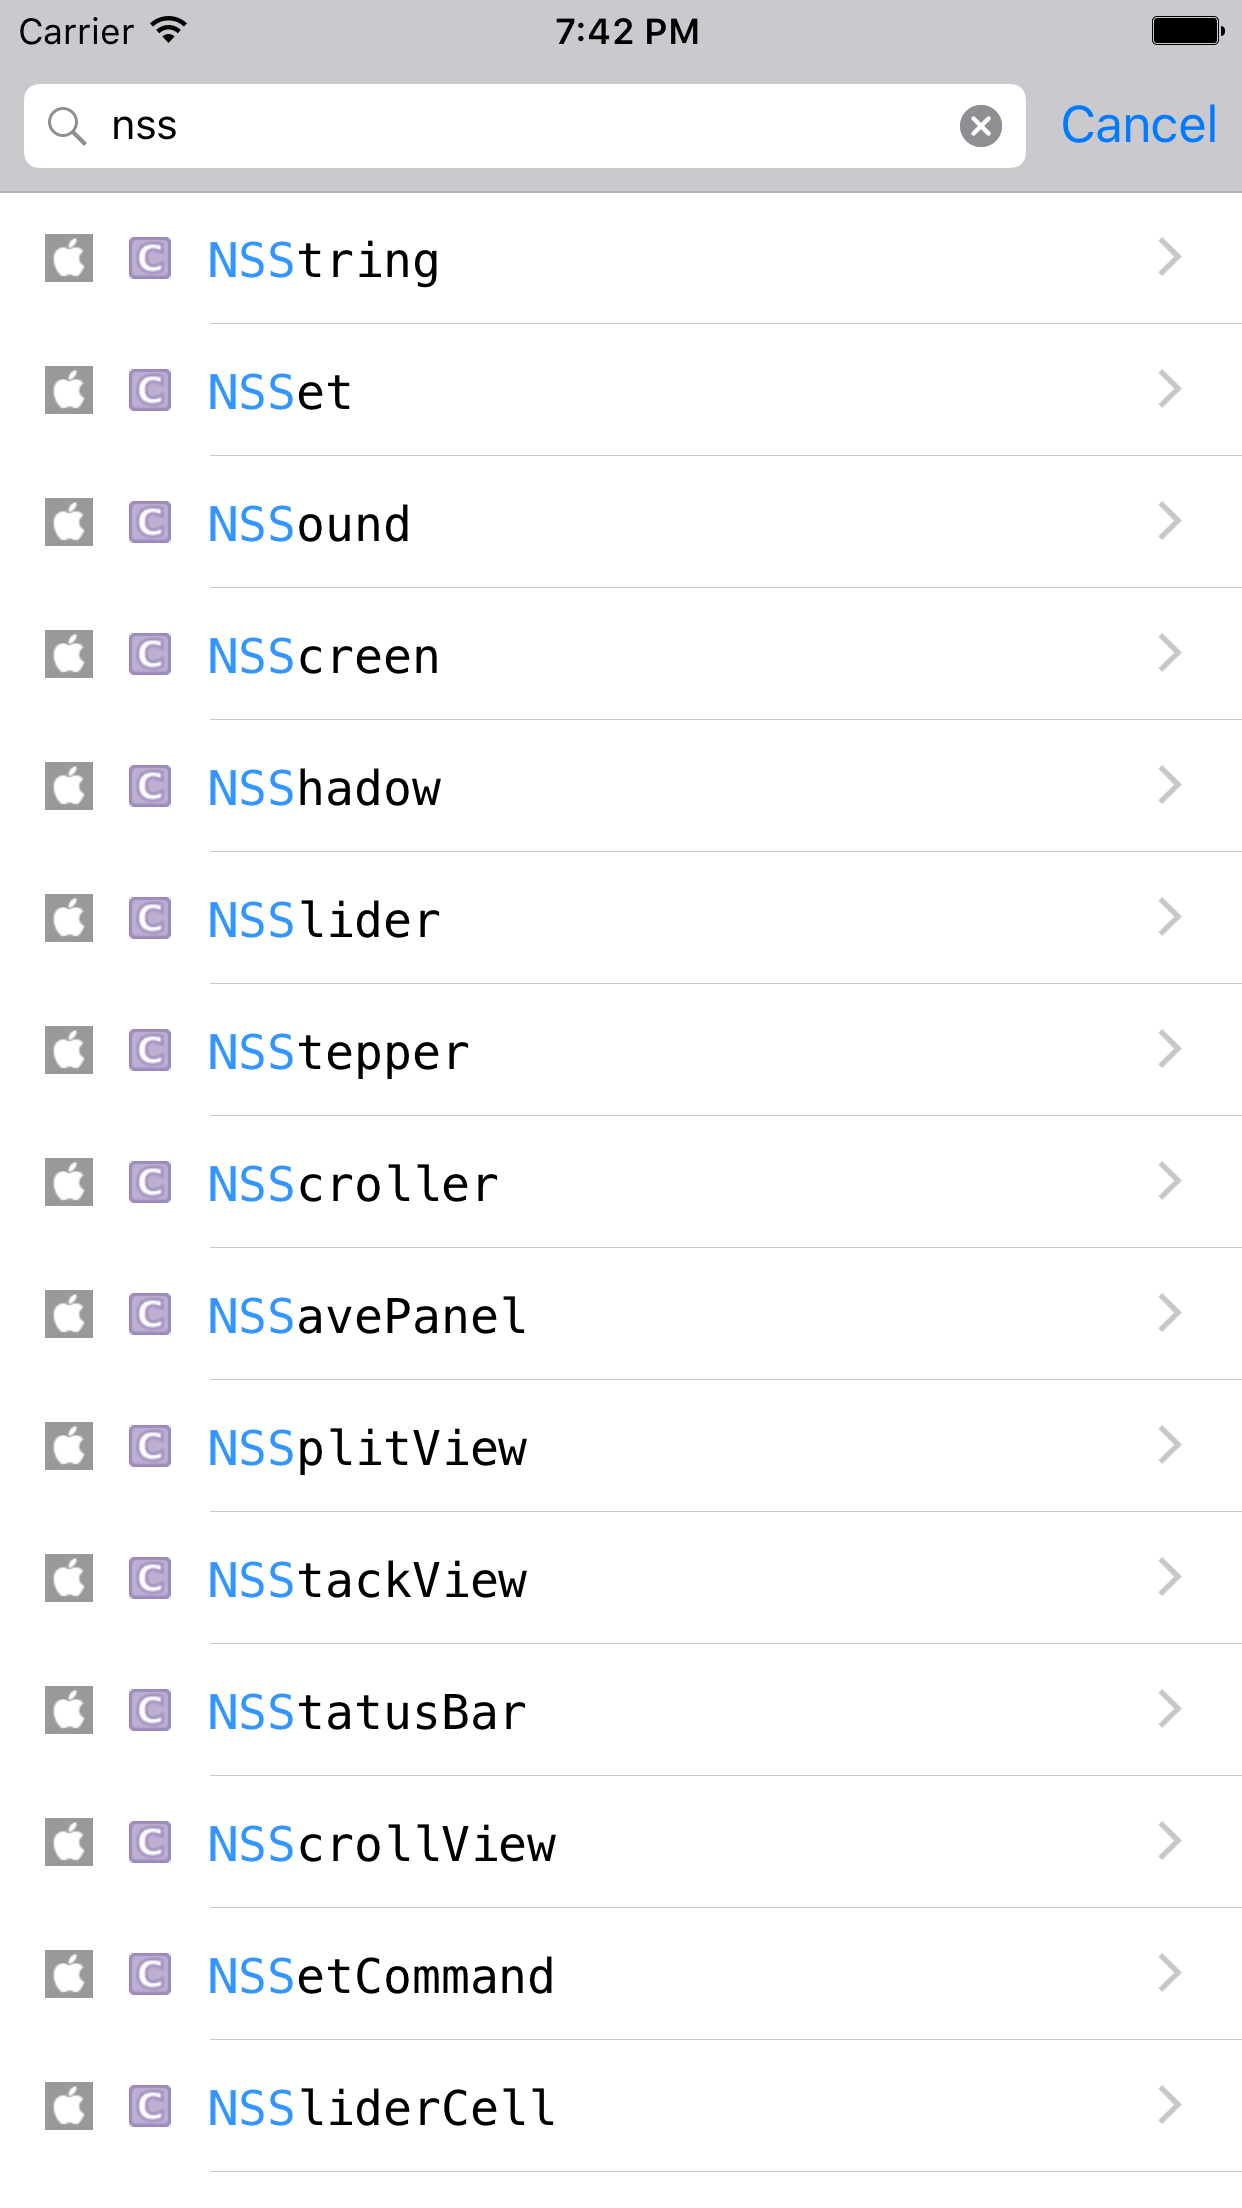 Carrier 7:42 PM
nss Cancel
C NSString
C NSSet
C NSSound
C NSScreen
C NSShadow
C NSSlider
C NSStepper
C NSScroller
C NSSavePanel
C NSSplitView
C NSStackView
C NSStatusBar
C NSScrollView
C NSSetCommand
C NSSliderCell